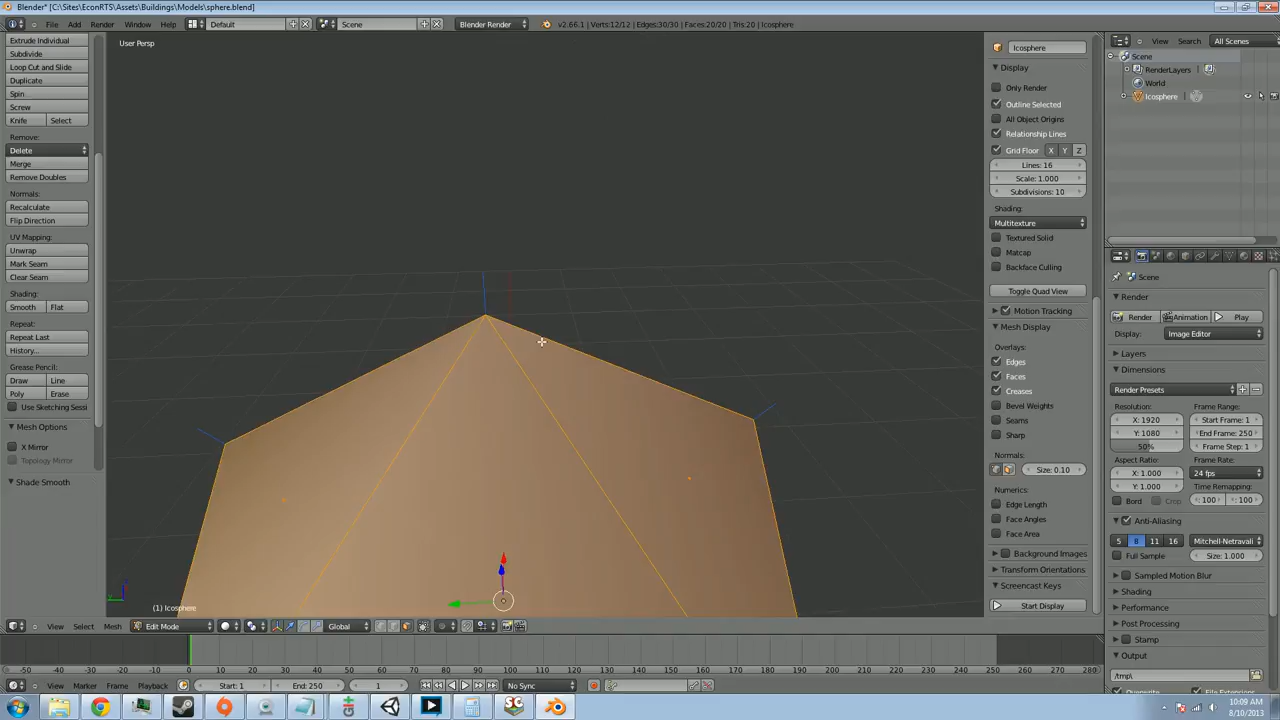 Blender* [C:\Sites\EconRTS\Assets\Buildings\Models\sphere.blend]
File Add Render Window Help
Default
Scene
Blender Render
v2.66.1 | Verts:12/12 | Edges:30/30 | Faces:20/20 | Tris:20 | Icosphere
User Persp
Extrude Individual
Subdivide
Loop Cut and Slide
Duplicate
Spin
Screw
Knife Select
Remove:
Delete
Merge
Remove Doubles
Normals:
Recalculate
Flip Direction
UV Mapping:
Unwrap
Mark Seam
Clear Seam
Shading:
Smooth Flat
Repeat:
Repeat Last
History...
Grease Pencil:
Draw Line
Poly Erase
Use Sketching Sessi
Mesh Options
X Mirror
Topology Mirror
Shade Smooth
(1) Icosphere
View Select Mesh
Edit Mode
Global
Icosphere
Display
Only Render
Outline Selected
All Object Origins
Relationship Lines
Grid Floor X Y Z
Lines: 16
Scale: 1.000
Subdivisions: 10
Shading:
Multitexture
Textured Solid
Matcap
Backface Culling
Toggle Quad View
Motion Tracking
Mesh Display
Overlays:
Edges
Faces
Creases
Bevel Weights
Seams
Sharp
Normals:
Size: 0.10
Numerics:
Edge Length
Face Angles
Face Area
Background Images
Transform Orientations
Screencast Keys
Start Display
View Search All Scenes
Scene
RenderLayers
World
Icosphere
Scene
Render
Render Animation Play
Display: Image Editor
Layers
Dimensions
Render Presets
Resolution: Frame Range:
X: 1920 Start Frame: 1
Y: 1080 End Frame: 250
50% Frame Step: 1
Aspect Ratio: Frame Rate:
X: 1.000 24 fps
Y: 1.000 Time Remapping:
Bord Crop 100 100
Anti-Aliasing
5 8 11 16 Mitchell-Netravali
Full Sample Size: 1.000
Sampled Motion Blur
Shading
Performance
Post Processing
Stamp
Output
/tmp\
Overwrite File Extensions
-50 -40 -30 -20 -10 0 10 20 30 40 50 60 70 80 90 100 110 120 130 140 150 160 170 180 190 200 210 220 230 240 250 260 270 280
View Marker Frame Playback
Start: 1 End: 250 1
No Sync
10:09 AM
8/10/2013